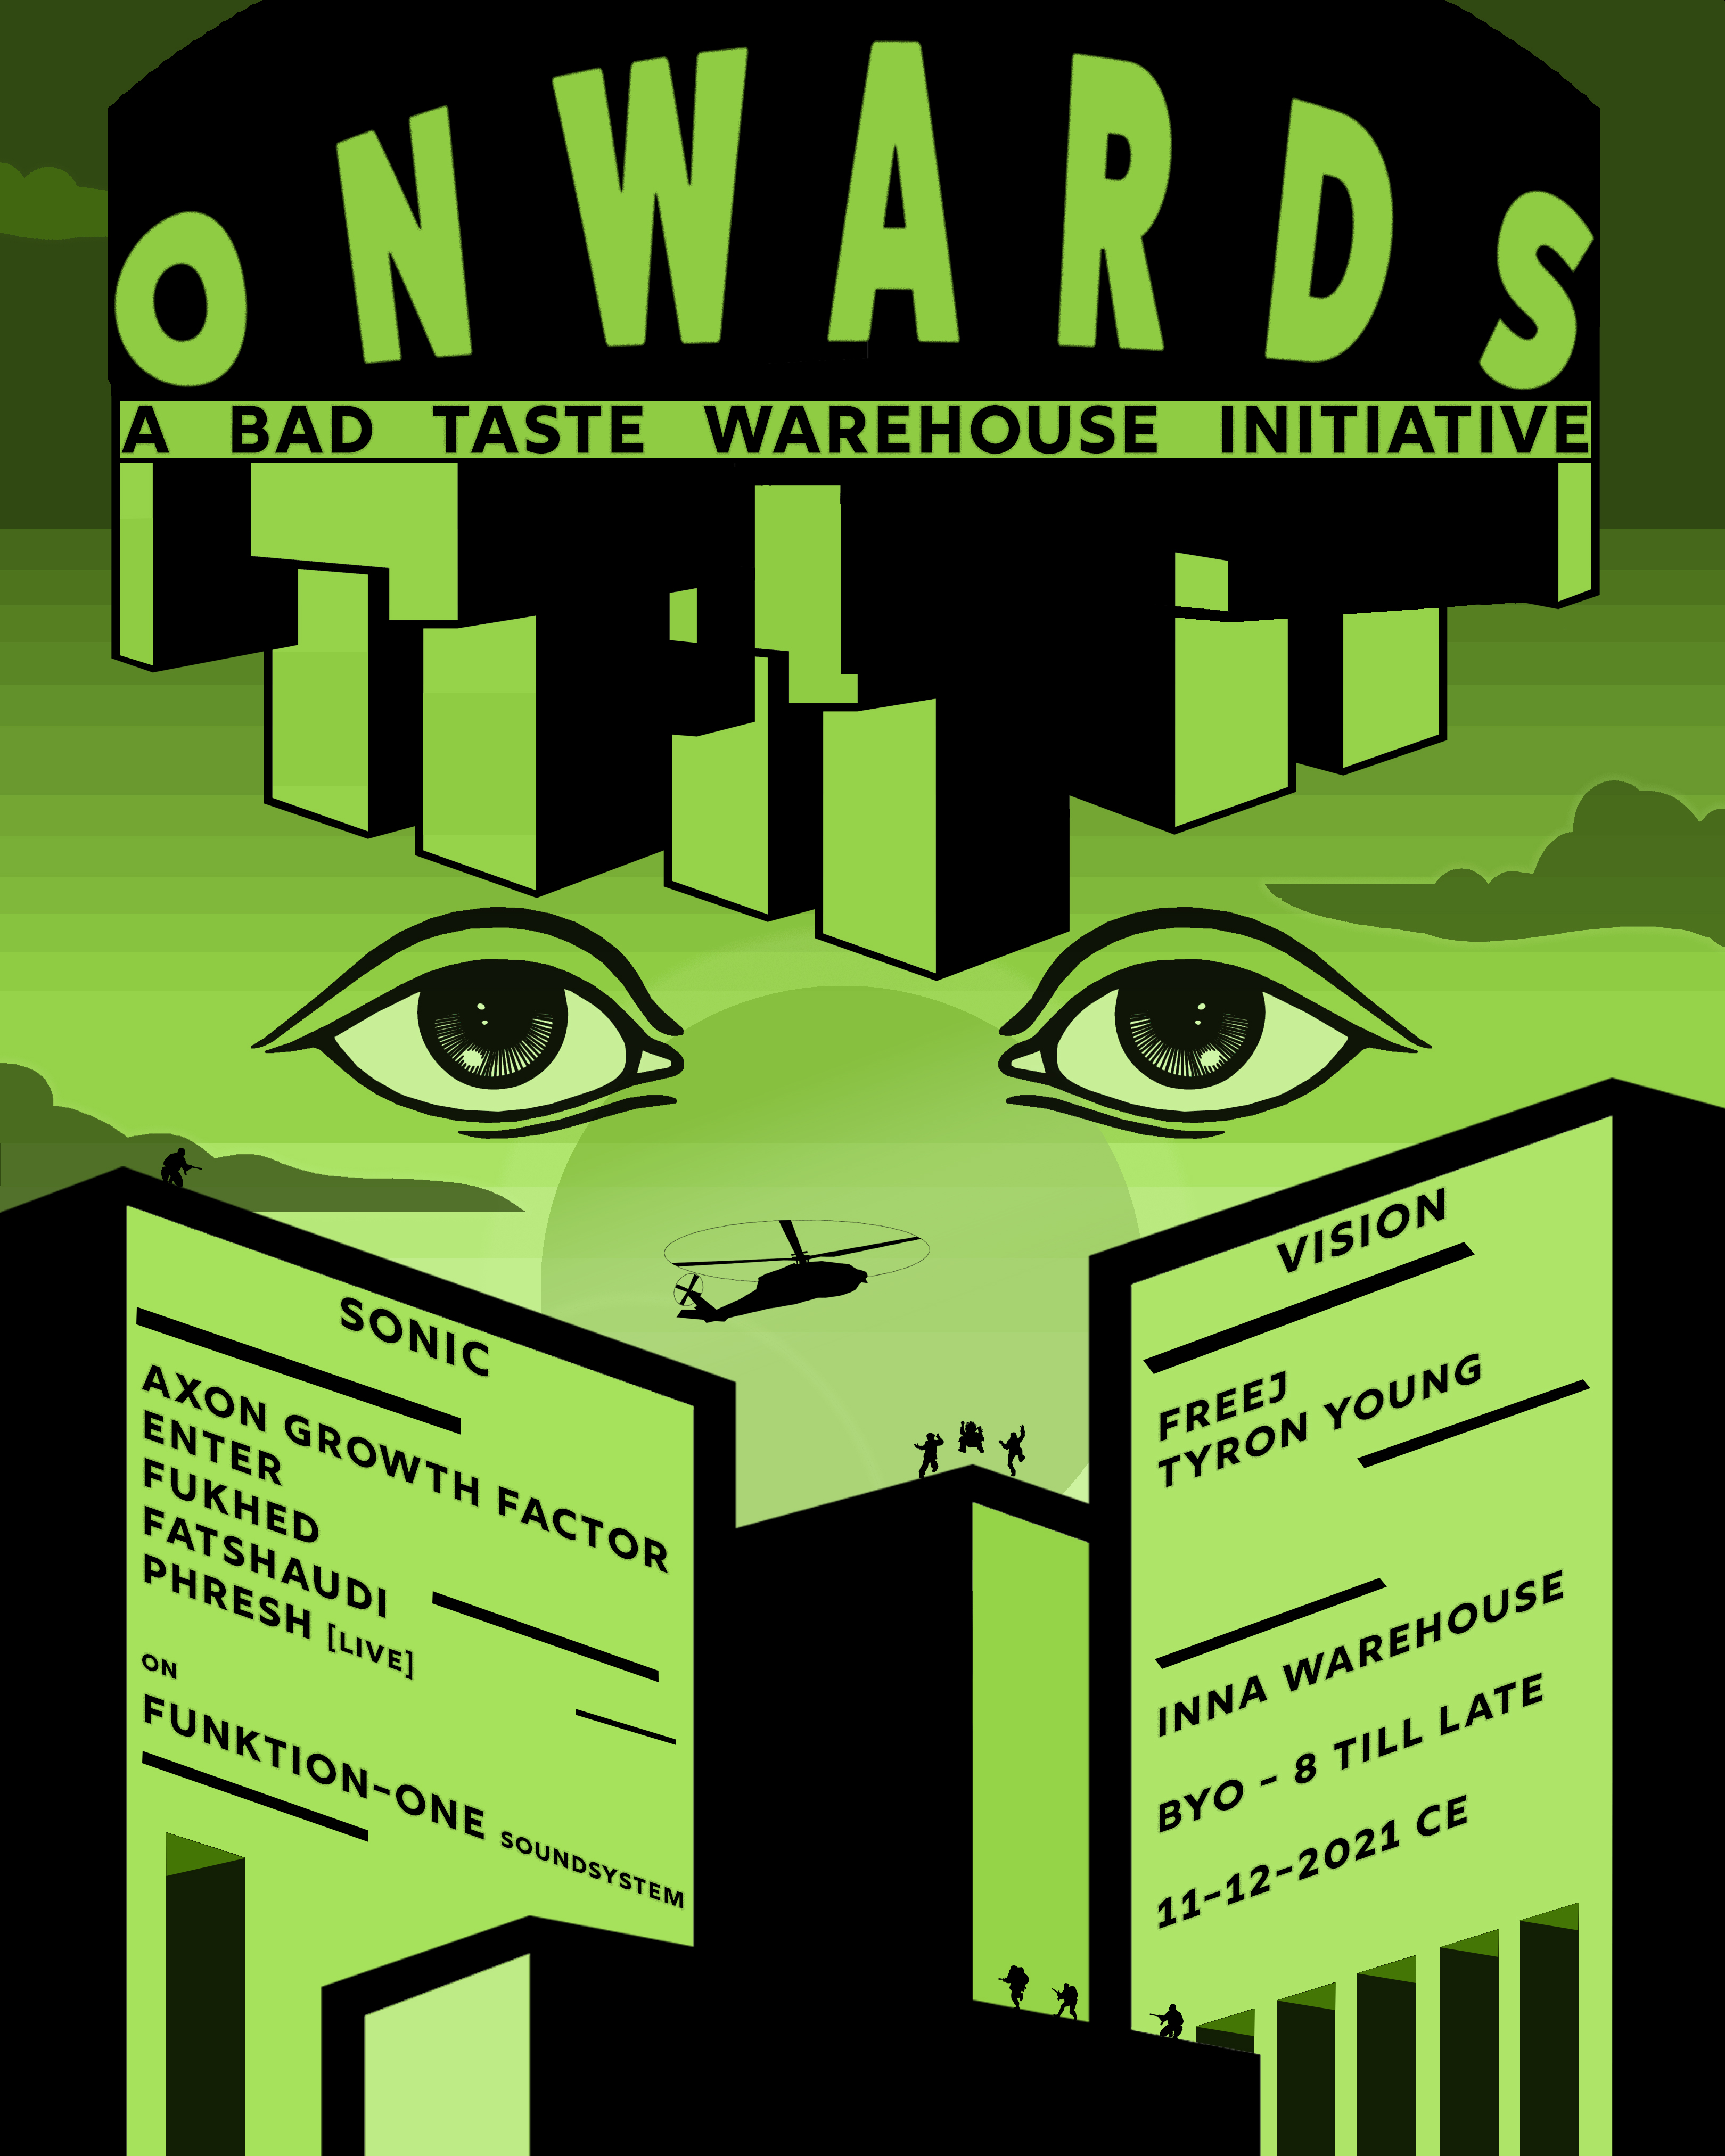 ONWARDS
A BAD TASTE WAREHOUSE INITIATIVE
SONIC
AXON GROWTH FACTOR
ENTER
FUKHED
FATSHAUDI
PHRESH [LIVE]
ON
FUNKTION-ONE SOUNDSYSTEM
VISION
FREEJ
TYRON YOUNG
INNA WAREHOUSE
BYO - 8 TILL LATE
11-12-2021 CE